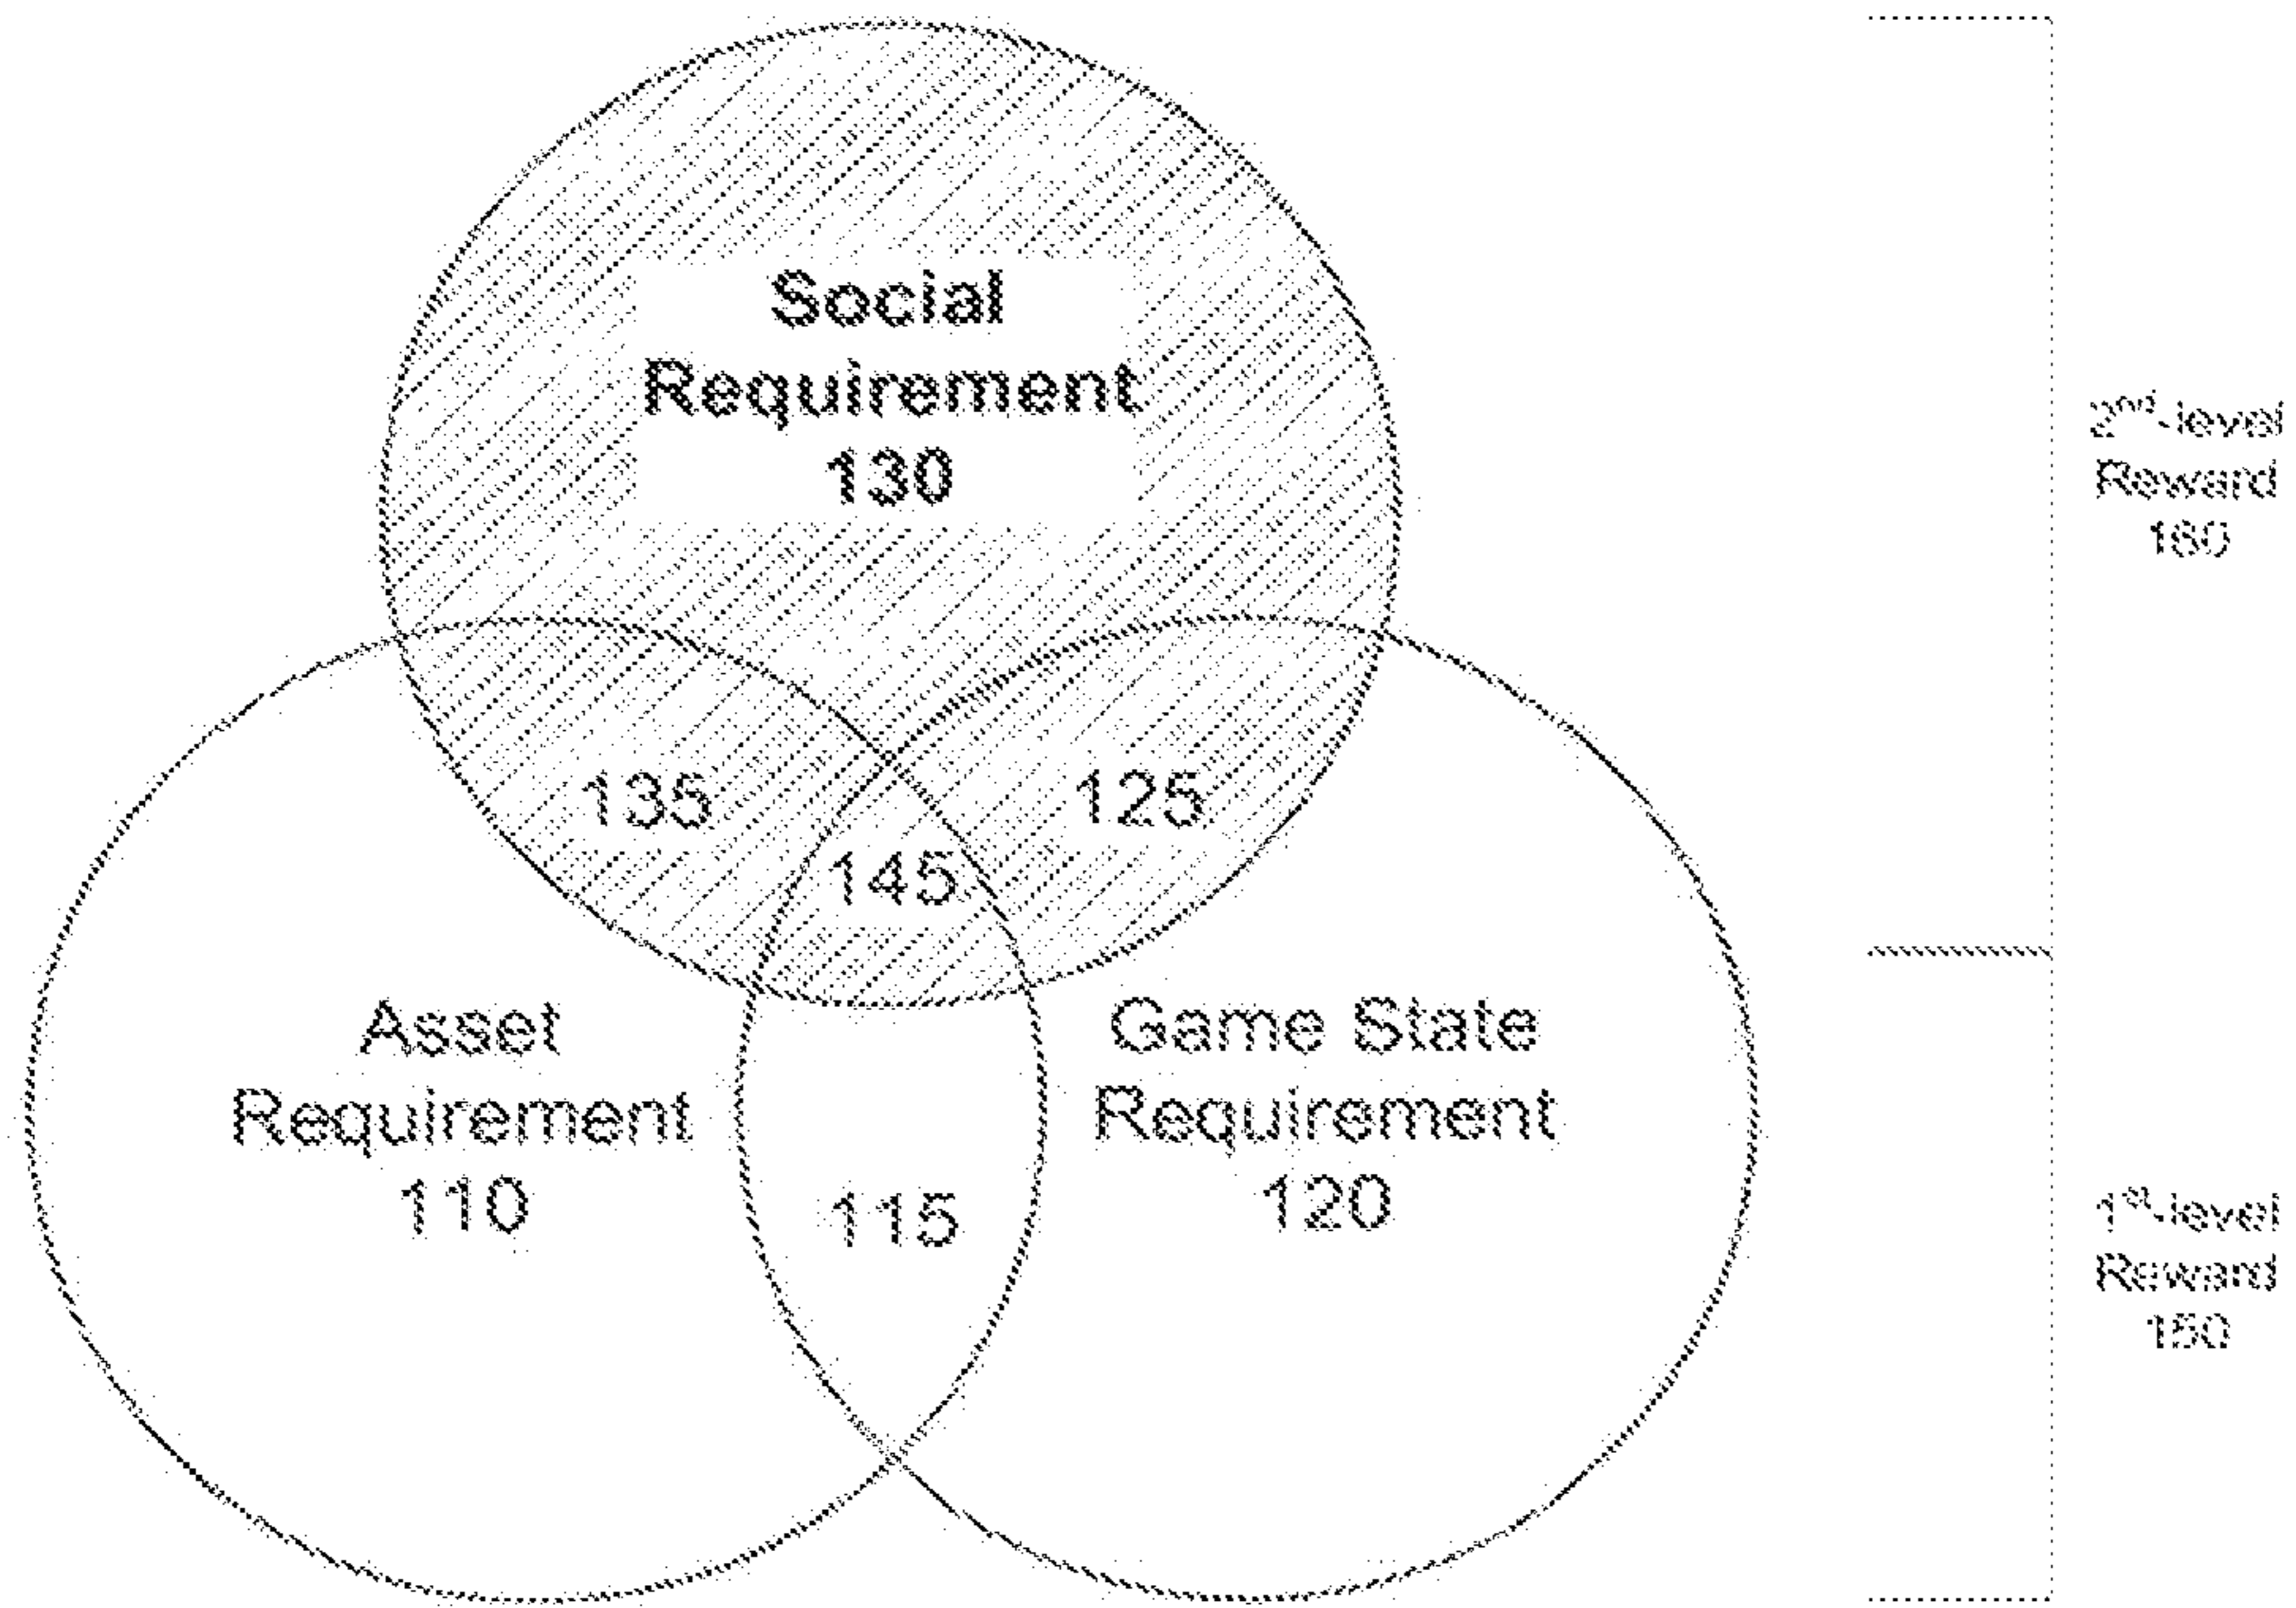 Social
Requirement
130
2nd-level
Reward
160
135
125
145
Asset
Requirement
110
Game State
Requirement
120
115
1st-level
Reward
150